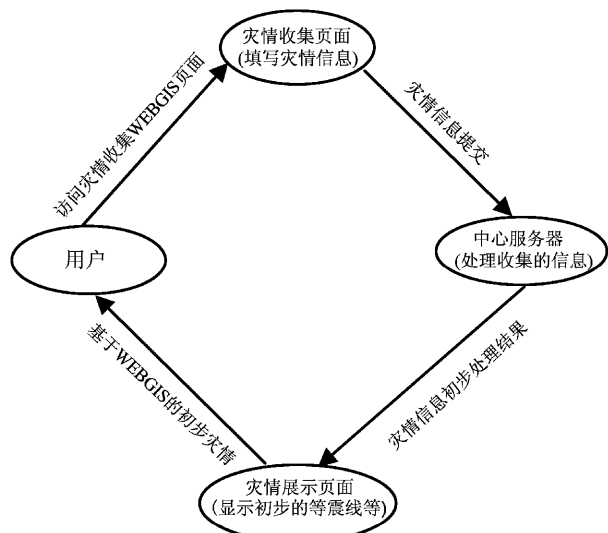 灾情收集页面
(填写灾情信息)
访问灾情收集WEBGIS页面
灾情信息提交
用户
中心服务器
(处理收集的信息)
基于WEBGIS的初步灾情
灾情信息初步处理结果
灾情展示页面
(显示初步的等震线等)